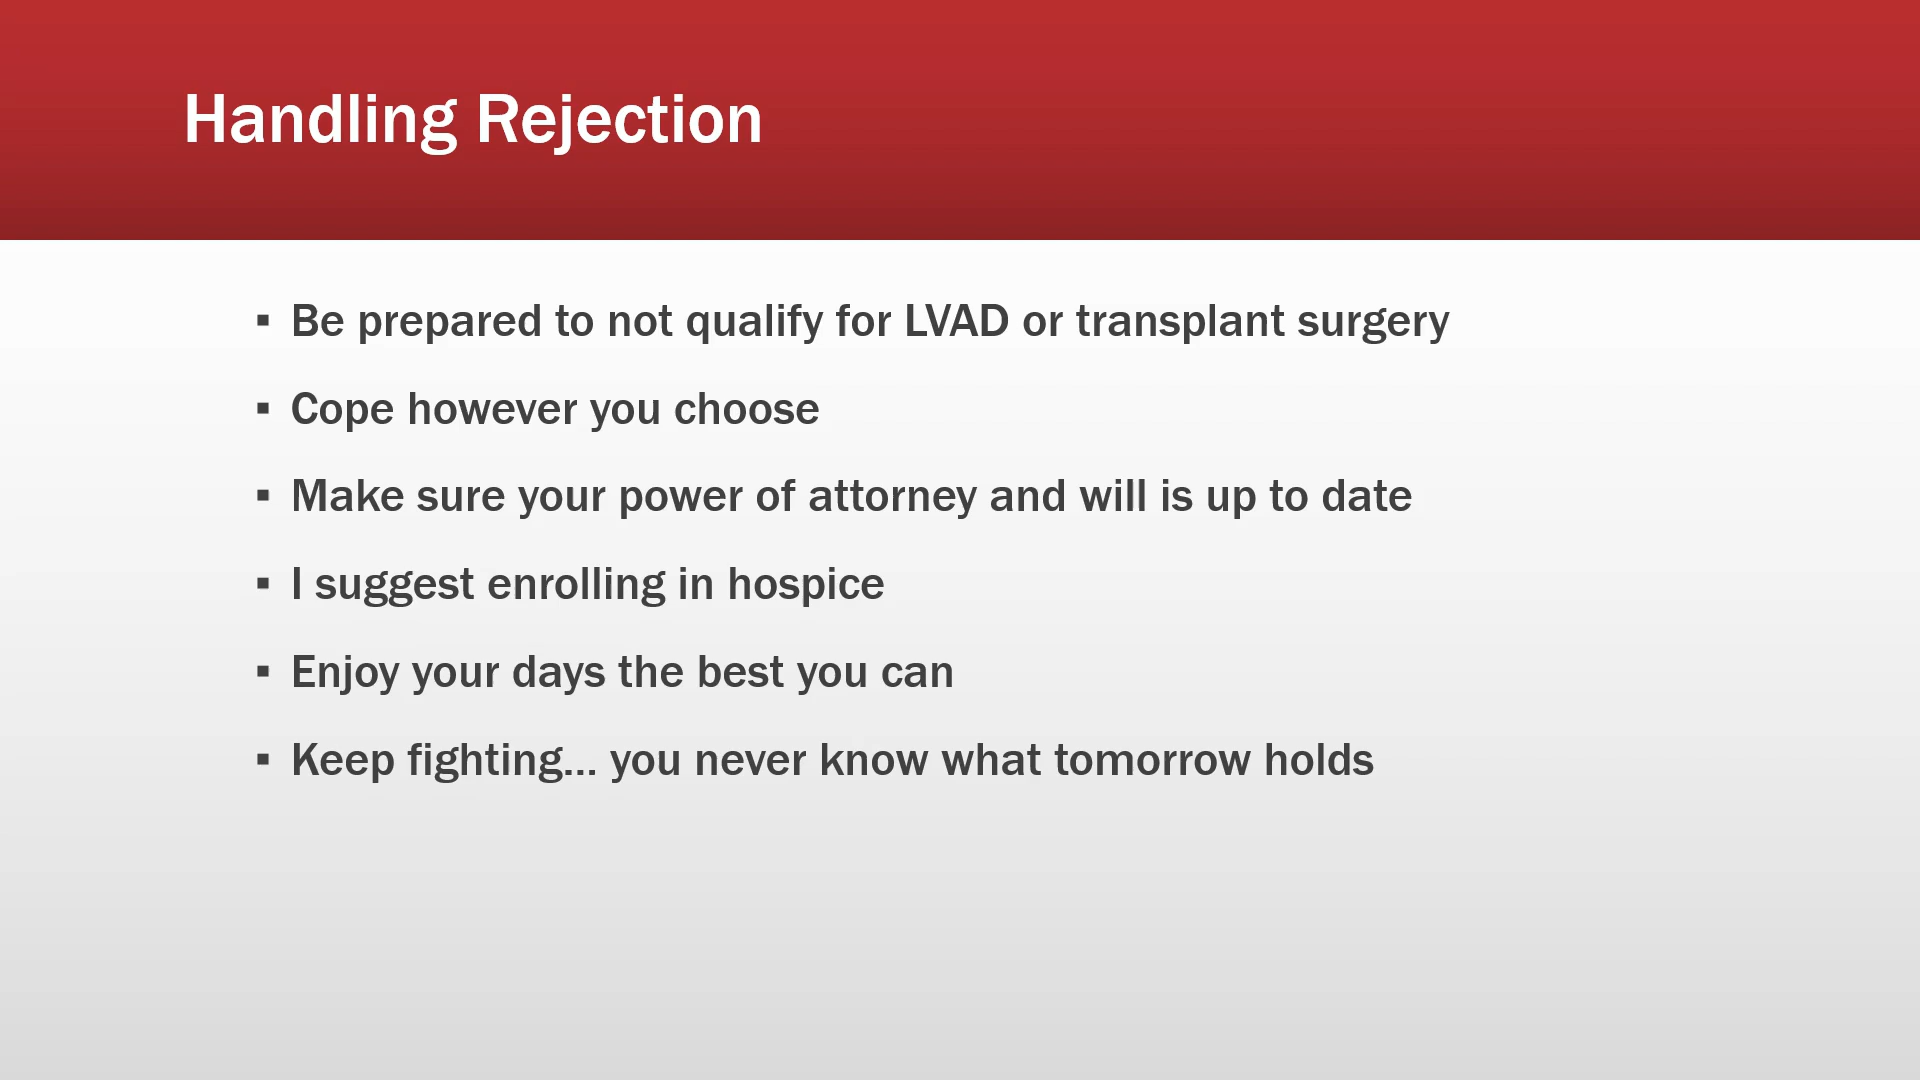 Handling Rejection
▪ Be prepared to not qualify for LVAD or transplant surgery
▪ Cope however you choose
▪ Make sure your power of attorney and will is up to date
▪ I suggest enrolling in hospice
▪ Enjoy your days the best you can
▪ Keep fighting... you never know what tomorrow holds